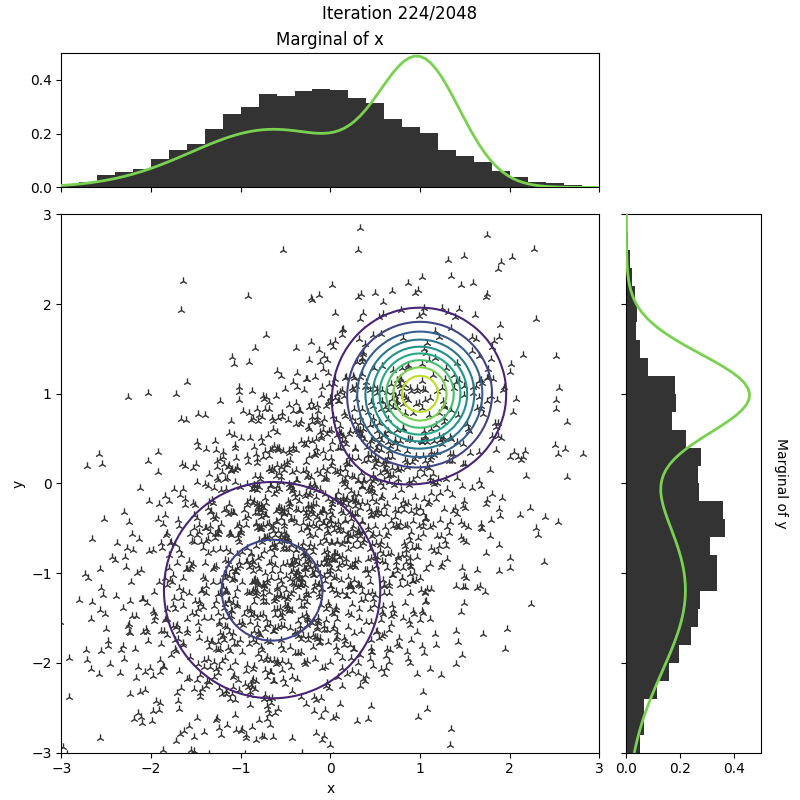 Iteration 224/2048
Marginal of x
0.4
0.2
0.0
3
2
1
0
−1
−2
−3
y
−3 −2 −1 0 1 2 3
x
0.0 0.2 0.4
Marginal of y